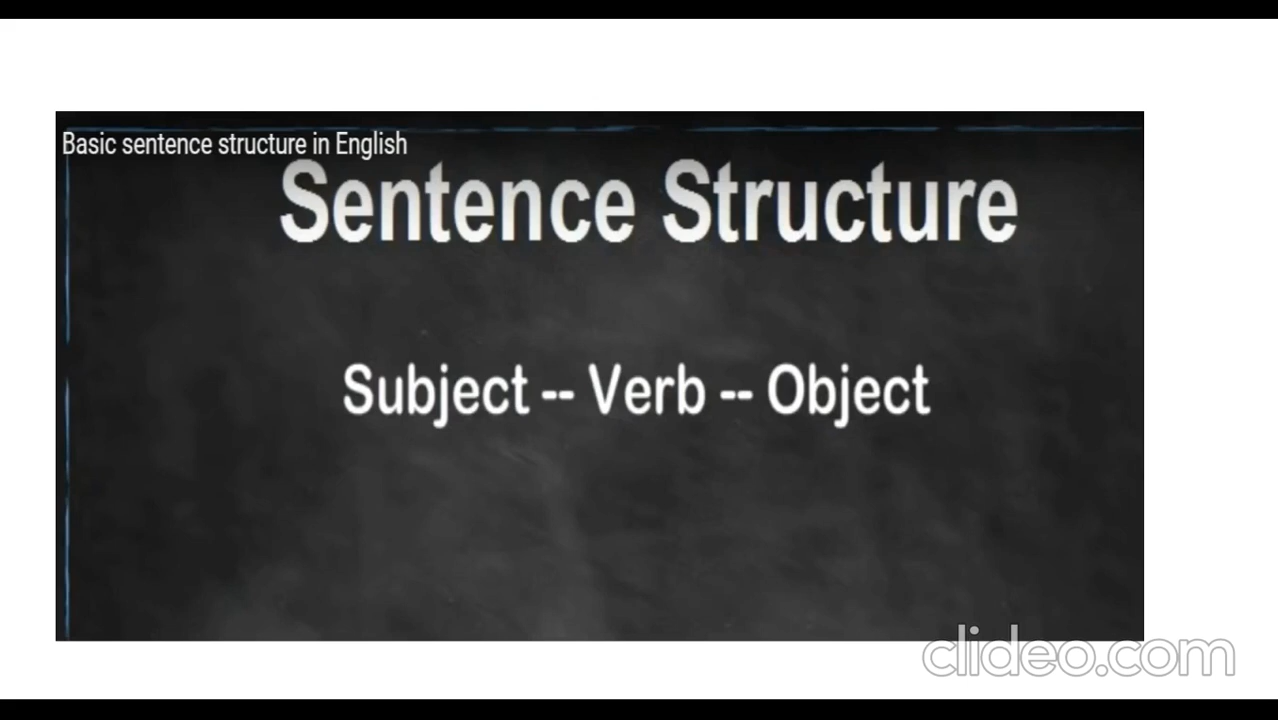 Basic sentence structure in English
Sentence Structure
Subject -- Verb -- Object
clideo.com